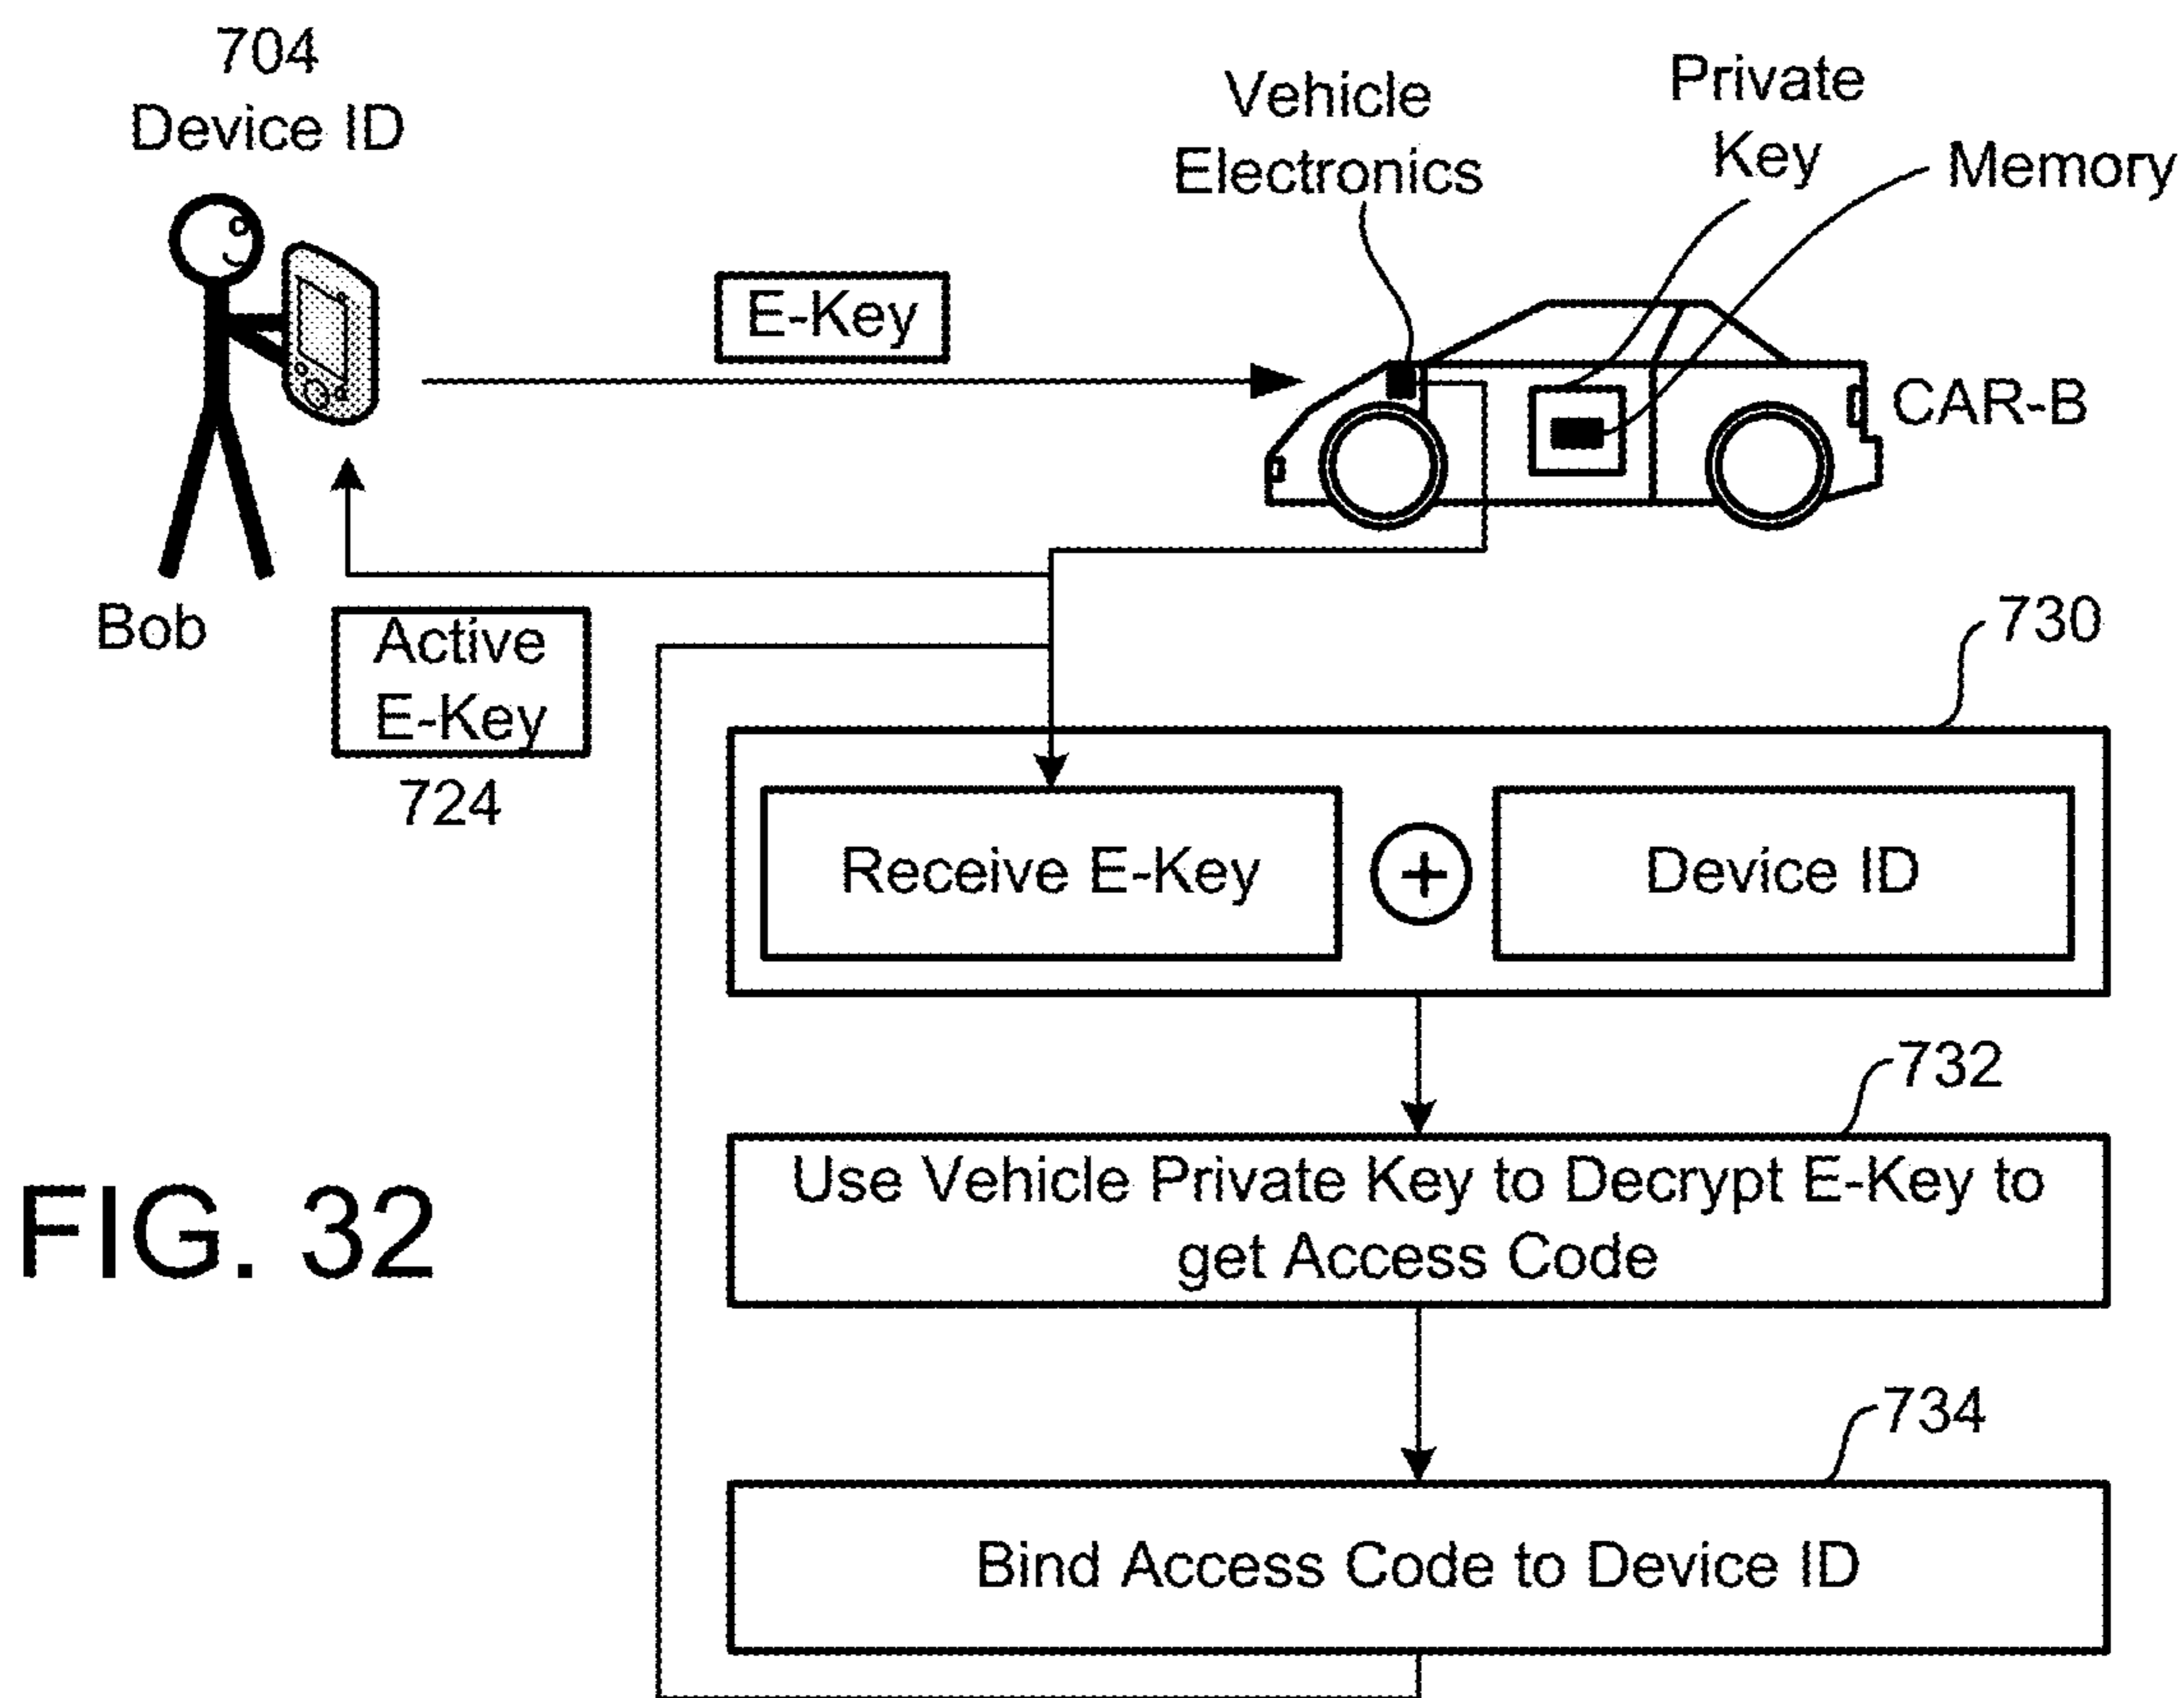 704
Device ID
Vehicle
Electronics
Private
Key
Memory
E-Key
CAR-B
Bob
Active
E-Key
724
730
Receive E-Key
+
Device ID
732
Use Vehicle Private Key to Decrypt E-Key to
get Access Code
734
Bind Access Code to Device ID
FIG. 32